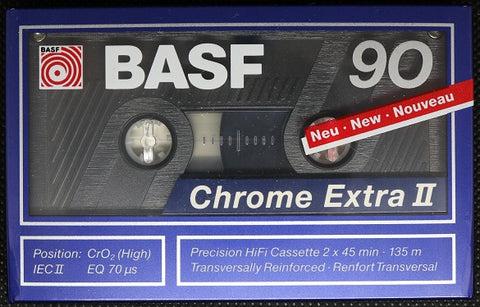 BASF
BASF 90
Neu · New · Nouveau
Chrome Extra II
Position: CrO₂ (High)
IEC II EQ 70 µs
Precision HiFi Cassette 2 x 45 min · 135 m
Transversally Reinforced · Renfort Transversal